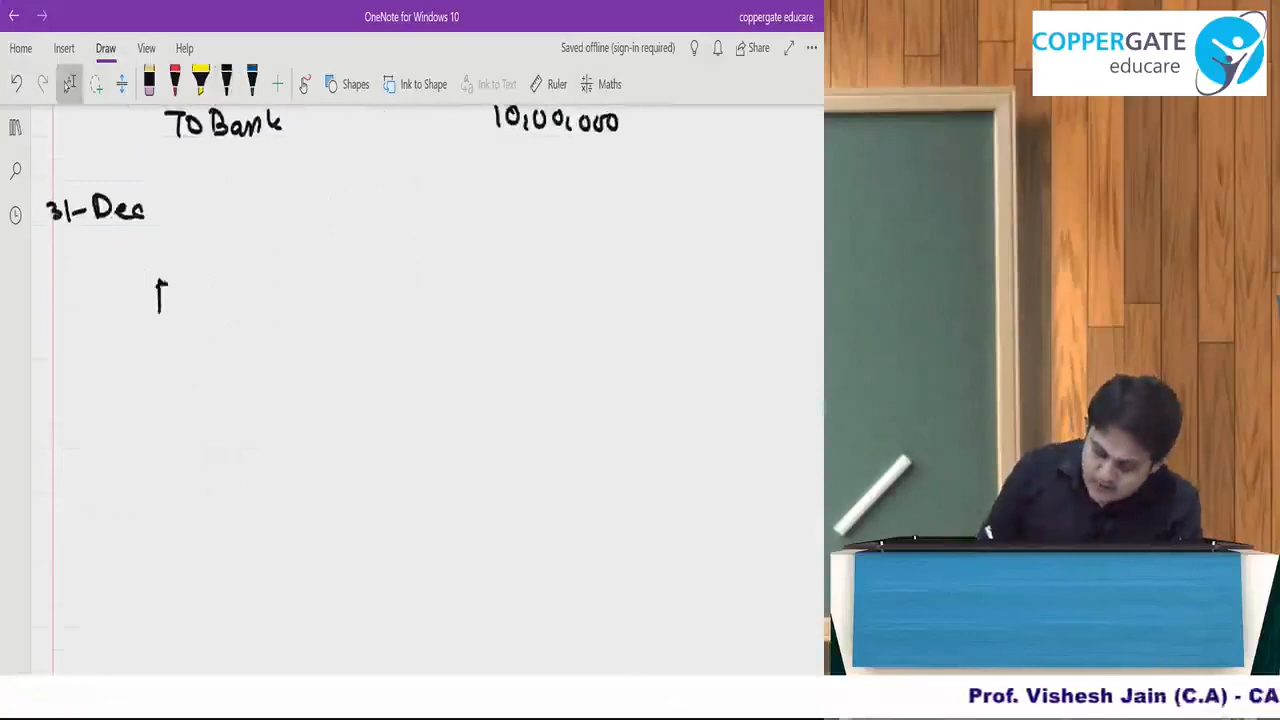 OneNote for Windows 10
coppergate educare
Home Insert Draw View Help
Saved offline (sign-in required) Share
Shapes Ink to Shape Ink to Text Ruler Maths
COPPERGATE
educare
To Bank 10,00,000
31-Dec
Prof. Vishesh Jain (C.A) - CA